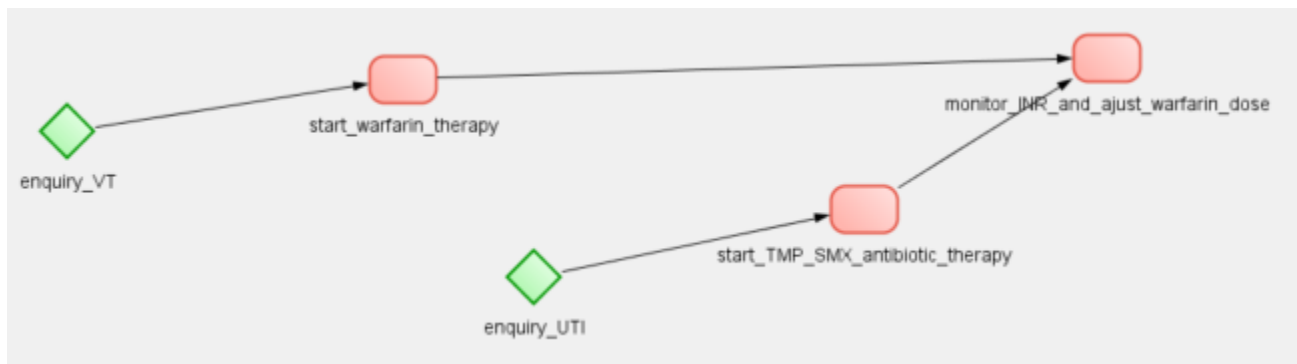 monitor_INR_and_ajust_warfarin_dose
start_warfarin_therapy
enquiry_VT
start_TMP_SMX_antibiotic_therapy
enquiry_UTI